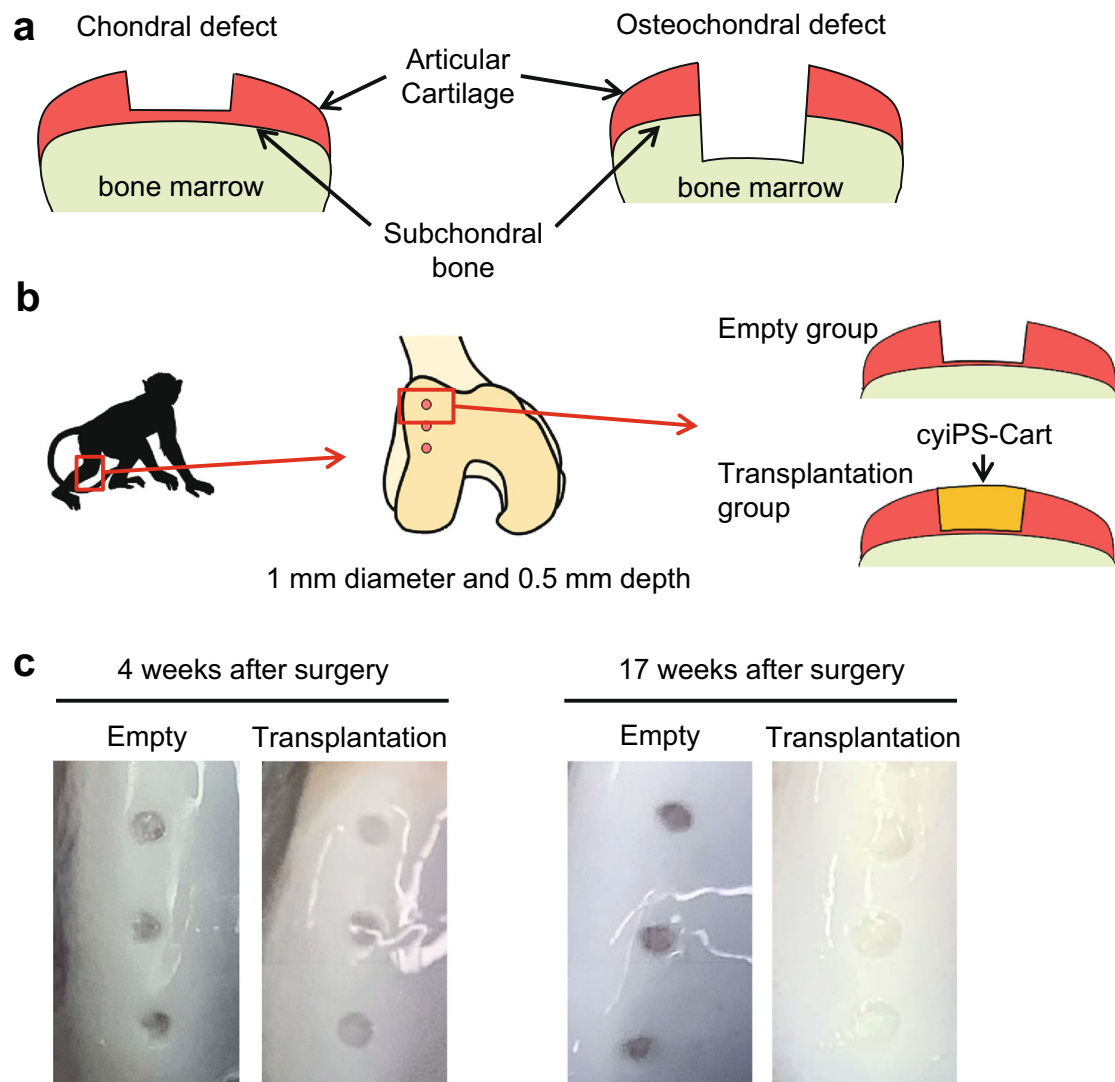 a
Chondral defect
Osteochondral defect
Articular
Cartilage
bone marrow
bone marrow
Subchondral
bone
b
Empty group
cyiPS-Cart
Transplantation
group
1 mm diameter and 0.5 mm depth
c
4 weeks after surgery
17 weeks after surgery
Empty
Transplantation
Empty
Transplantation